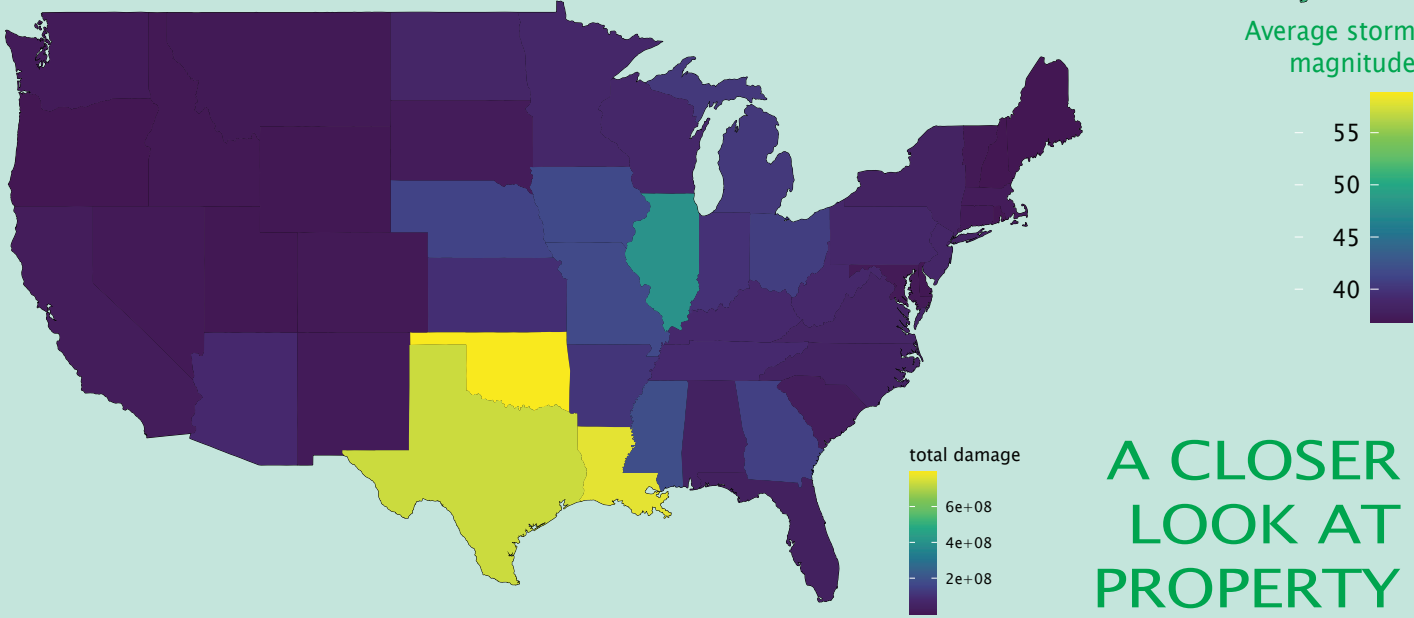 Average storm
magnitude
55
50
45
40
total damage
6e+08
4e+08
2e+08
A CLOSER
LOOK AT
PROPERTY